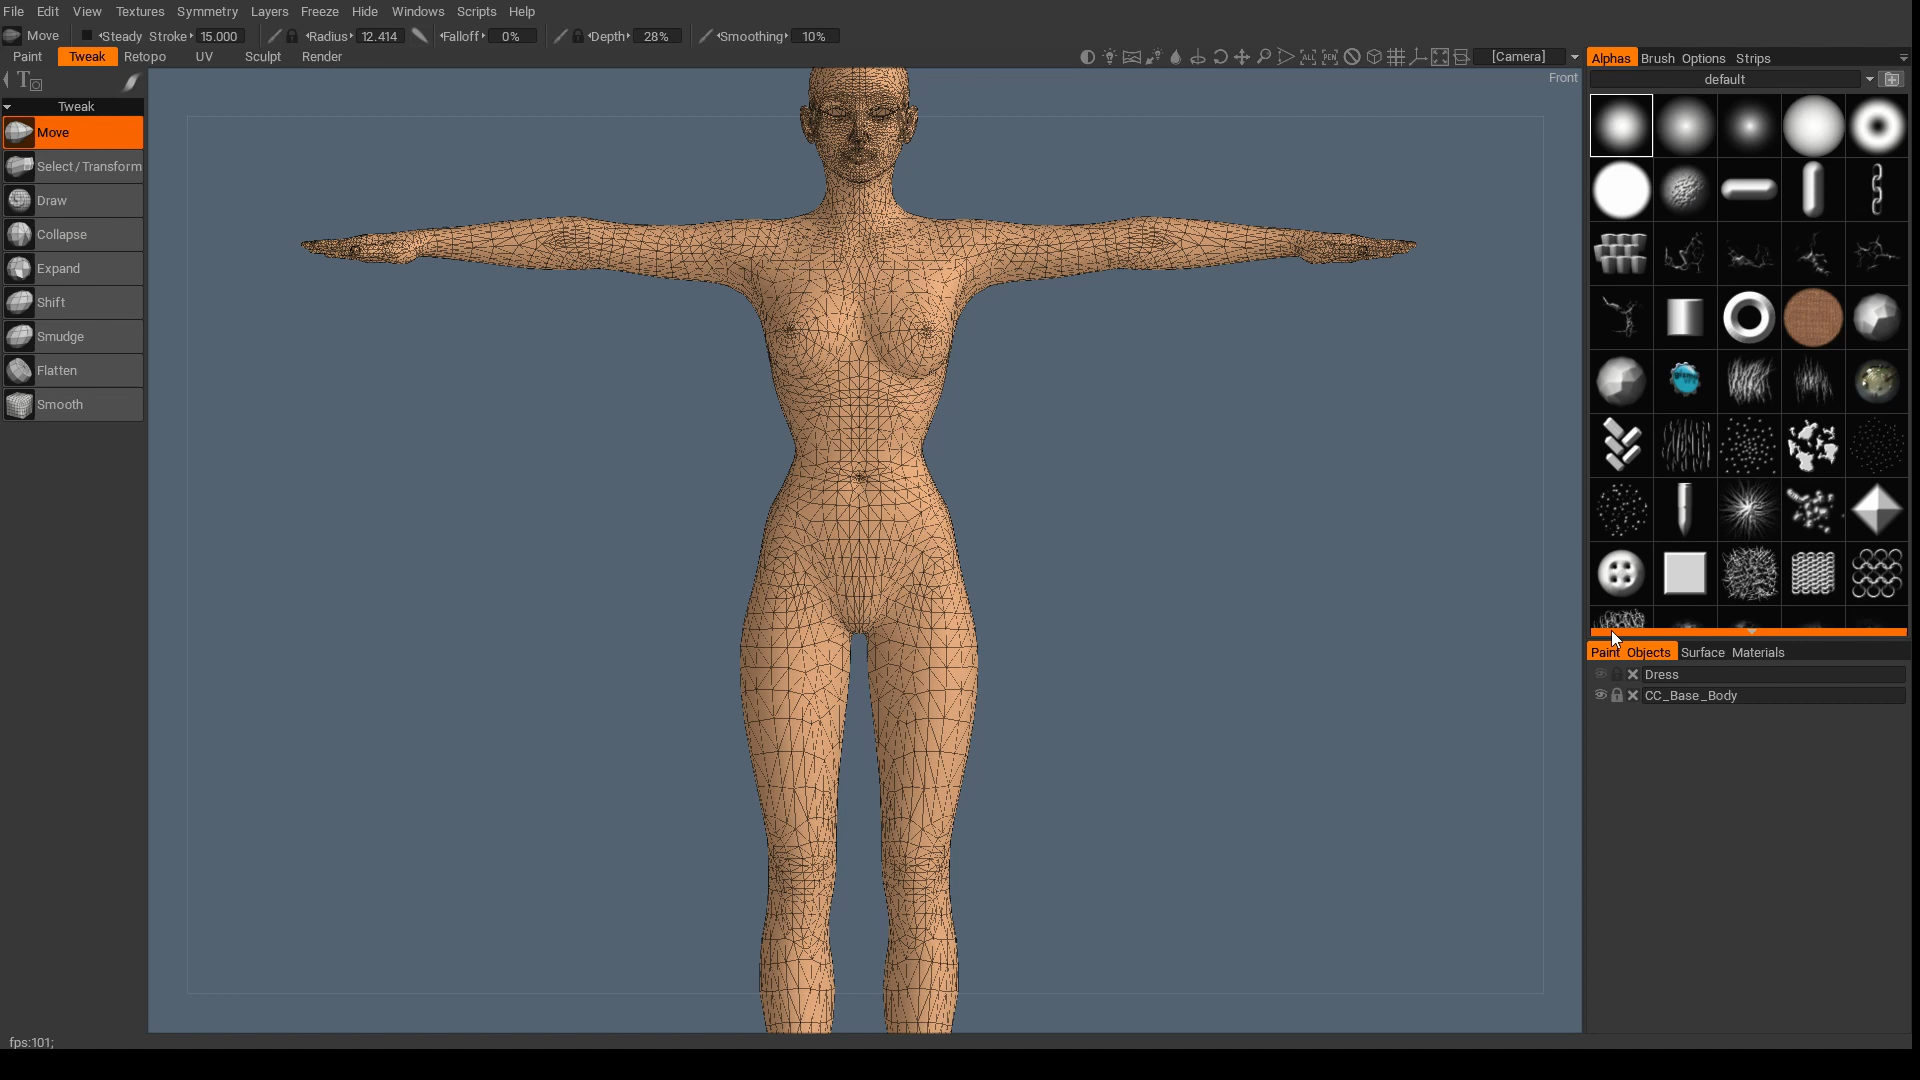 File Edit View Textures Symmetry Layers Freeze Hide Windows Scripts Help
Move Steady Stroke 15.000 Radius 12.414 Falloff 0% Depth 28% Smoothing 10%
Paint Tweak Retopo UV Sculpt Render ALL PEN [Camera] Alphas Brush Options Strips
T Front default
Tweak
Move
Select/Transform
Draw
Collapse
Expand
Shift
Smudge
Flatten
Smooth
Paint Objects Surface Materials
Dress
CC_Base_Body
fps:101;